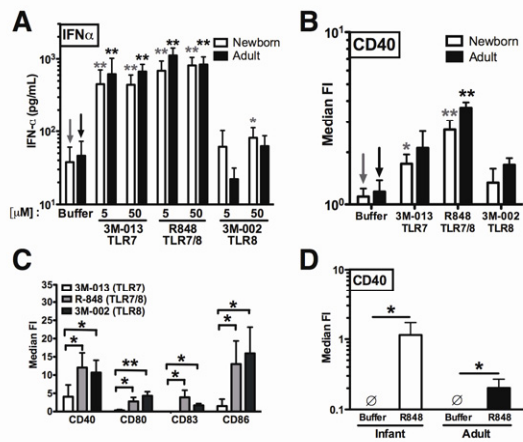 A
IFNα
Newborn
Adult
IFN-α (pg/mL)
10³
10²
10¹
** ** ** ** ** ** ** ** *
[μM] : 5 50 5 50 5 50
Buffer
3M-013 R848 3M-002
TLR7 TLR7/8 TLR8
B
CD40
Newborn
Adult
Median FI
10¹
10⁰
* ** **
Buffer 3M-013 R848 3M-002
TLR7 TLR7/8 TLR8
C
3M-013 (TLR7)
R-848 (TLR7/8)
3M-002 (TLR8)
Median FI
35
30
25
20
15
10
5
0
* * ** * * * * *
CD40 CD80 CD83 CD86
D
CD40
Median FI
10
1
0.1
0
* *
∅ ∅
Buffer R848 Buffer R848
Infant Adult